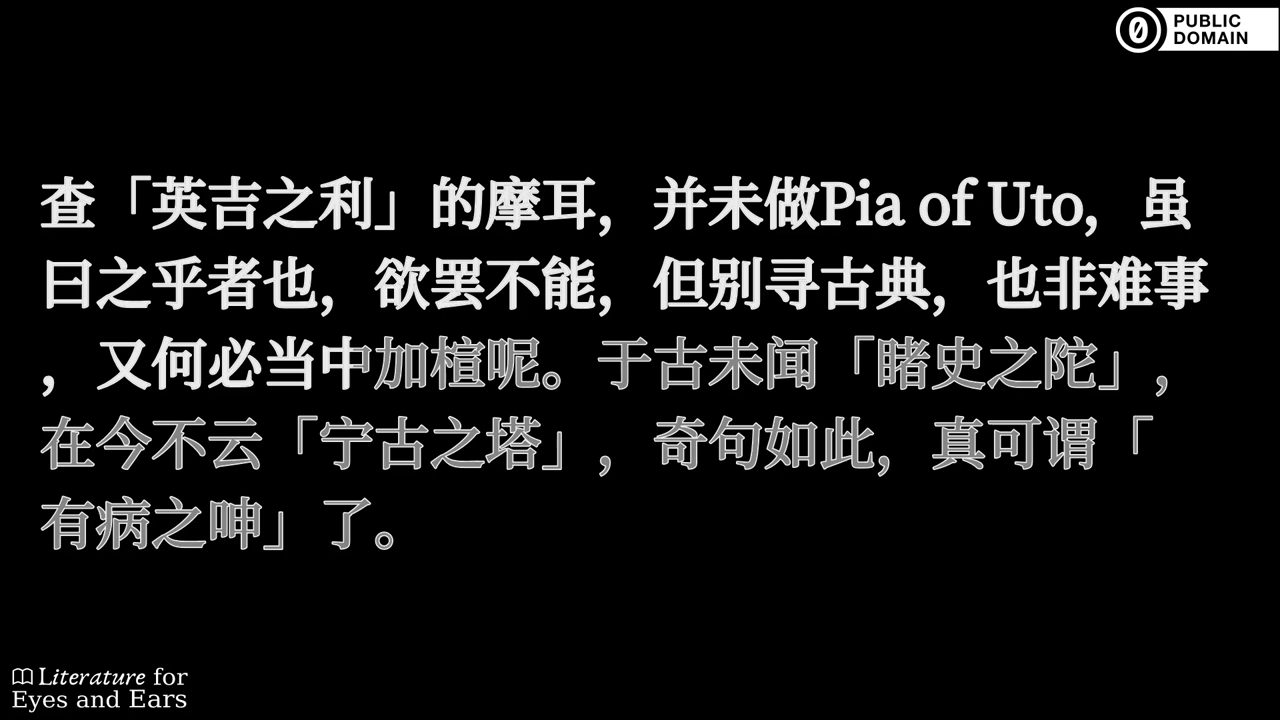 PUBLIC
DOMAIN
查「英吉之利」的摩耳，并未做Pia of Uto，虽
曰之乎者也，欲罢不能，但别寻古典，也非难事
，又何必当中加楦呢。于古未闻「睹史之陀」，
在今不云「宁古之塔」，奇句如此，真可谓「
有病之呻」了。
Literature for
Eyes and Ears